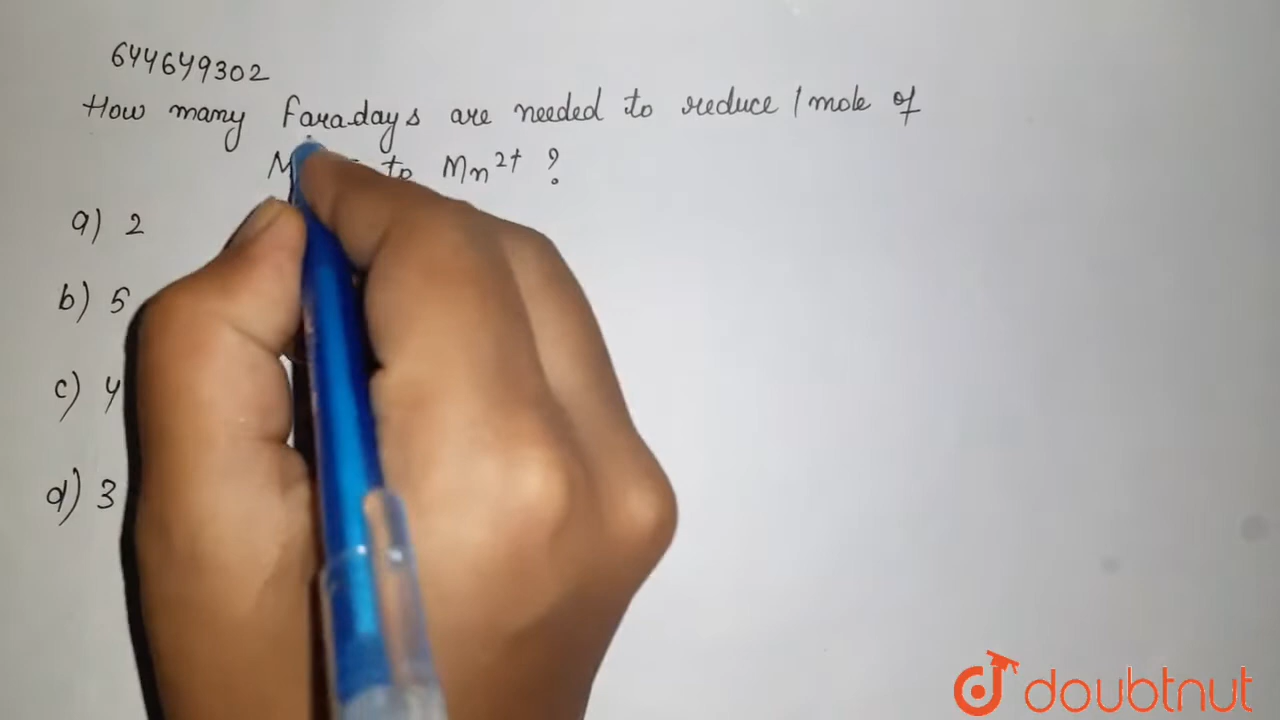 644649302
How many Faradays are needed to reduce 1 mole of
to Mn²⁺ ?
a) 2
b) 5
c) 4
d) 3
doubtnut